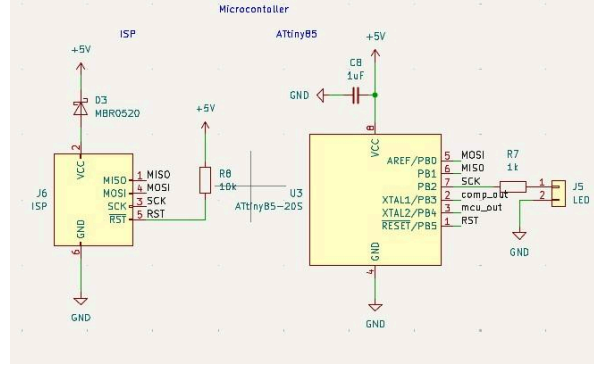 Microcontoller
ISP
ATtiny85
+5V
D3
MBR0520
+5V
2
VCC
J6
ISP
MISO 1 MISO
MOSI 4 MOSI
SCK 3 SCK
RST 5 RST
GND
6
GND
R8
10k
+5V
C8
1uF
GND
8
VCC
U3
ATtiny85-20S
AREF/PB0 5 MOSI
PB1 6 MISO
PB2 7 SCK
XTAL1/PB3 2 comp_out
XTAL2/PB4 3 mcu_out
RESET/PB5 1 RST
GND
4
GND
R7
1k
1
2
J5
LED
GND